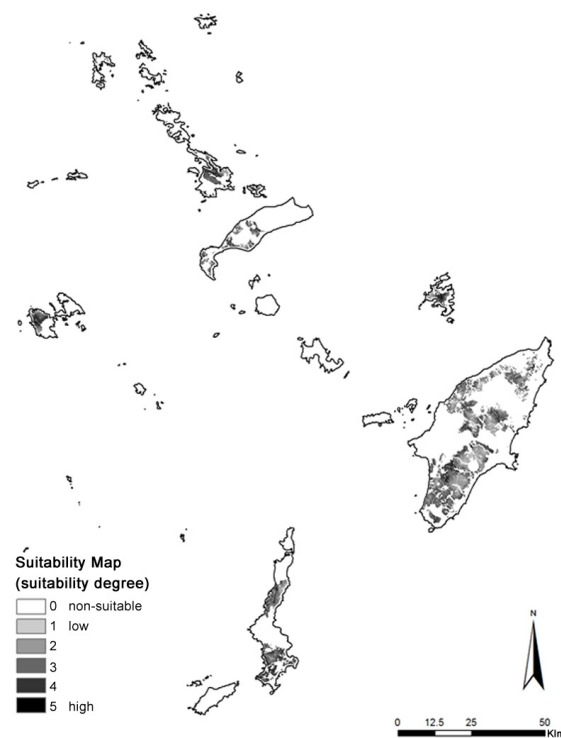 Suitability Map
(suitability degree)
0 non-suitable
1 low
2
3
4
5 high
N
0 12.5 25 50
Klm